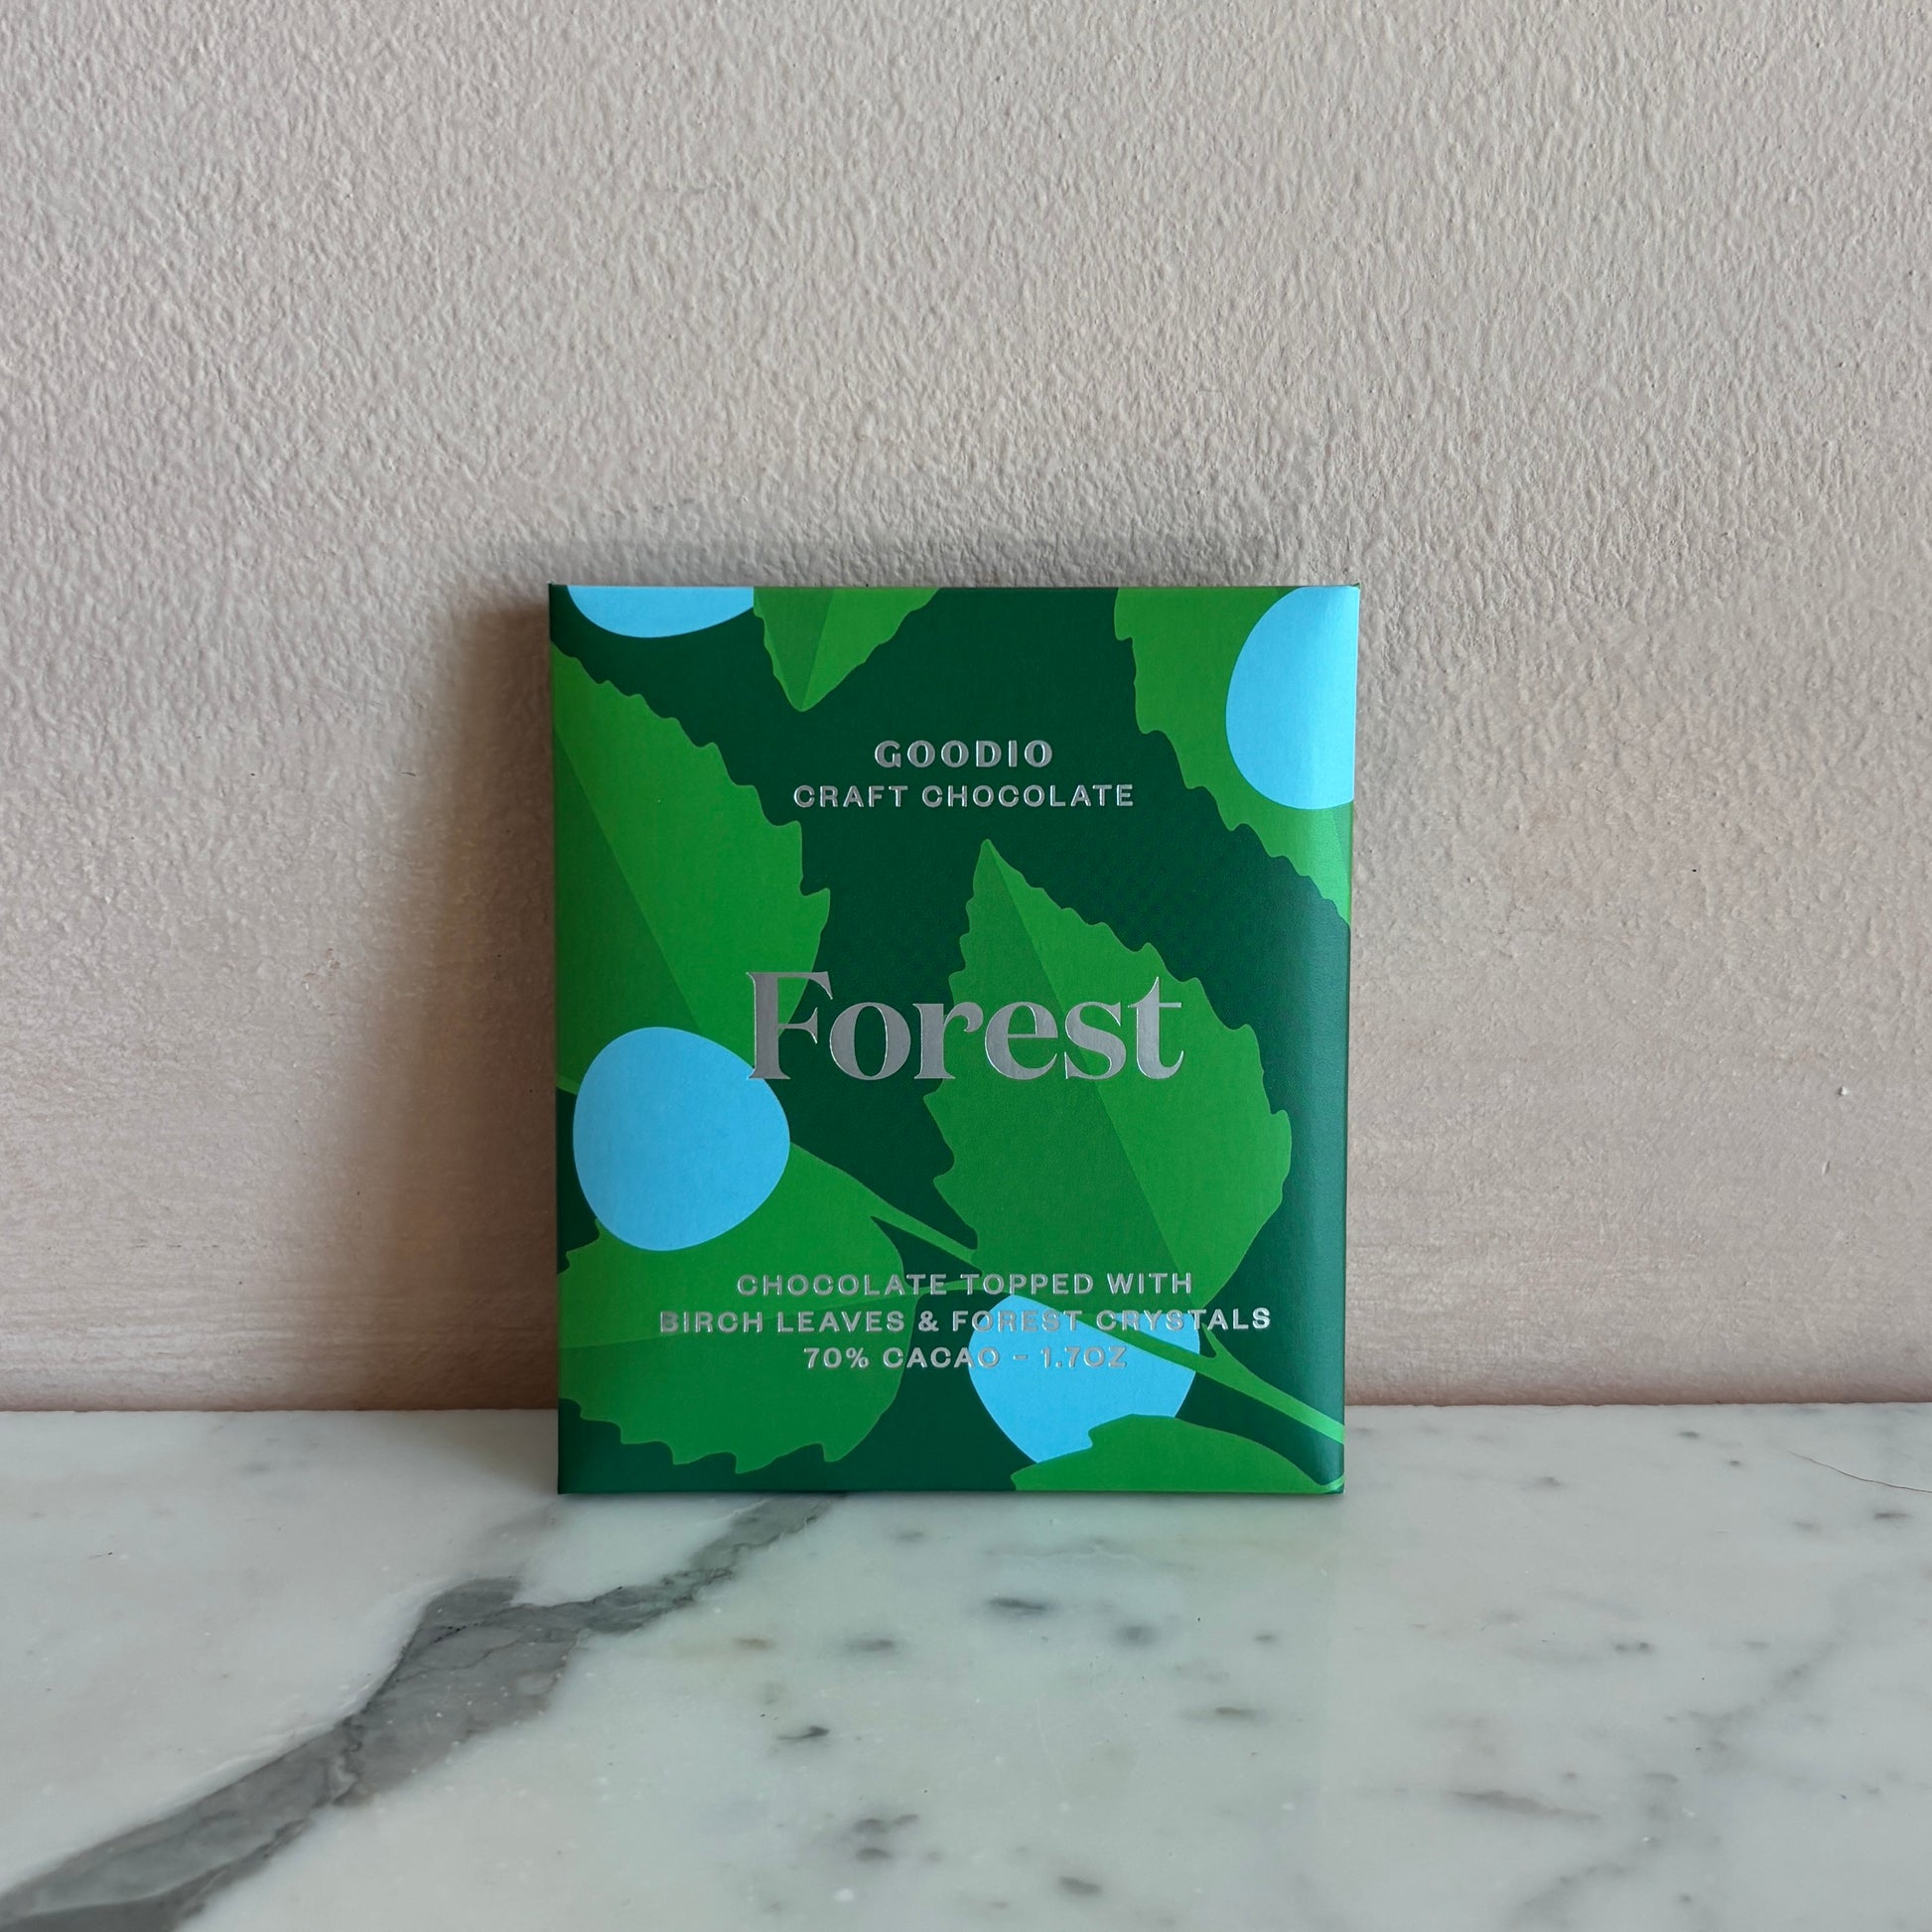 GOODIO
CRAFT CHOCOLATE
Forest
CHOCOLATE TOPPED WITH
BIRCH LEAVES & FOREST CRYSTALS
70% CACAO – 1.7OZ